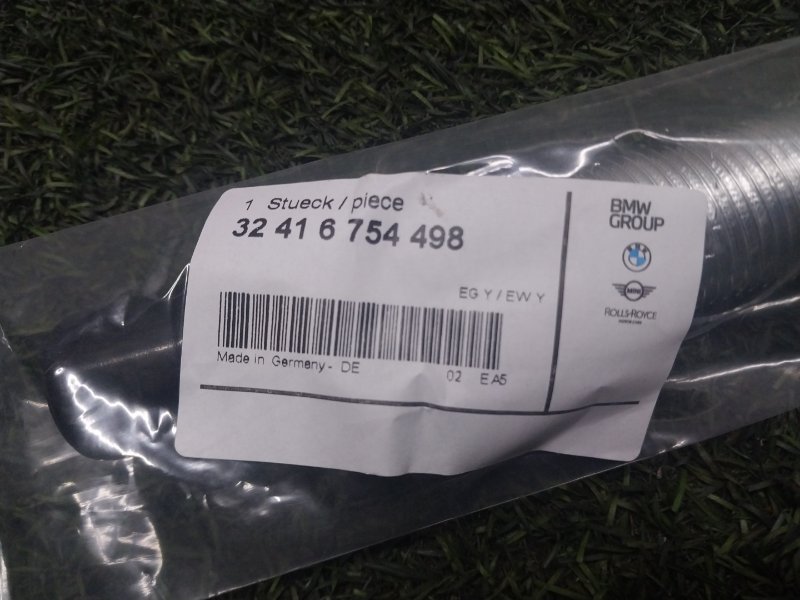 1 Stueck / piece
32 41 6 754 498
EG Y / EW Y
Made in Germany - DE 02 EA5
BMW
GROUP
MINI
ROLLS-ROYCE